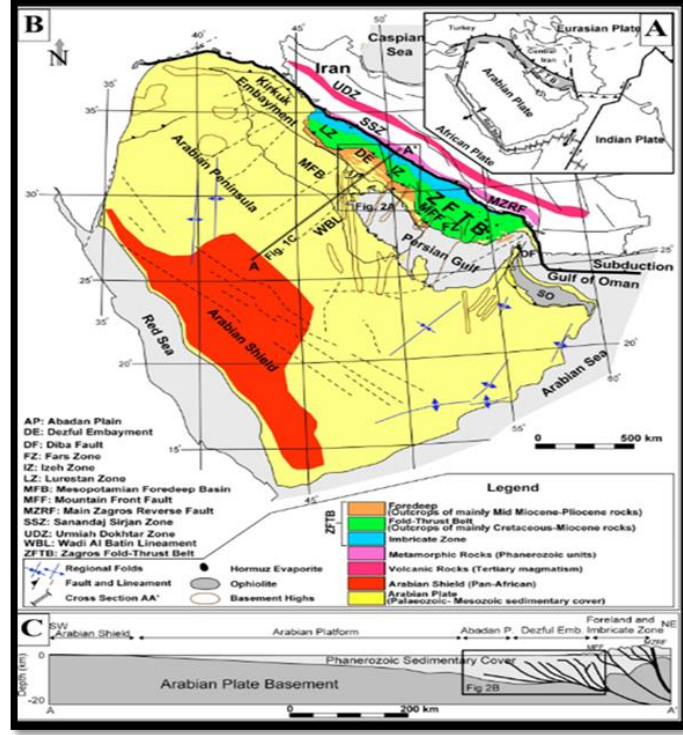 B
N
A
Turkey
Eurasian Plate
Central
Iran
ZFTB
Arabian Plate
Red Sea
African Plate
Indian Plate
Caspian
Sea
Iran
UDZ
SSZ
A'
MZRF
Kirkuk
Embayment
LZ
DE
IZ
ZFTB
MFF
FZ
MFB
Fig. 2A
WBL
Fig. 1C
A
Arabian Peninsula
Persian Gulf
DF
Subduction
Gulf of Oman
SO
Arabian Shield
Red Sea
Arabian Sea
35
40
45
50
35
30
25
20
15
45
50
55
60
25
20
35
0 500 km
AP: Abadan Plain
DE: Dezful Embayment
DF: Diba Fault
FZ: Fars Zone
IZ: Izeh Zone
LZ: Lurestan Zone
MFB: Mesopotamian Foredeep Basin
MFF: Mountain Front Fault
MZRF: Main Zagros Reverse Fault
SSZ: Sanandaj Sirjan Zone
UDZ: Urmiah Dokhtar Zone
WBL: Wadi Al Batin Lineament
ZFTB: Zagros Fold-Thrust Belt
Regional Folds
Fault and Lineament
Cross Section AA'
Hormuz Evaporite
Ophiolite
Basement Highs
Legend
ZFTB
Foredeep
(Outcrops of mainly Mid Miocene-Pliocene rocks)
Fold-Thrust Belt
(Outcrops of mainly Cretaceous-Miocene rocks)
Imbricate Zone
Metamorphic Rocks (Phanerozoic units)
Volcanic Rocks (Tertiary magmatism)
Arabian Shield (Pan-African)
Arabian Plate
(Palaeozoic- Mesozoic sedimentary cover)
C
SW
Arabian Shield
Arabian Platform
Abadan P.
Dezful Emb.
Foreland and
Imbricate Zone
NE
MFF
MZRF
Depth (km)
0
-20
Phanerozoic Sedimentary Cover
Arabian Plate Basement
Fig 2B
A
0 200 km
A'